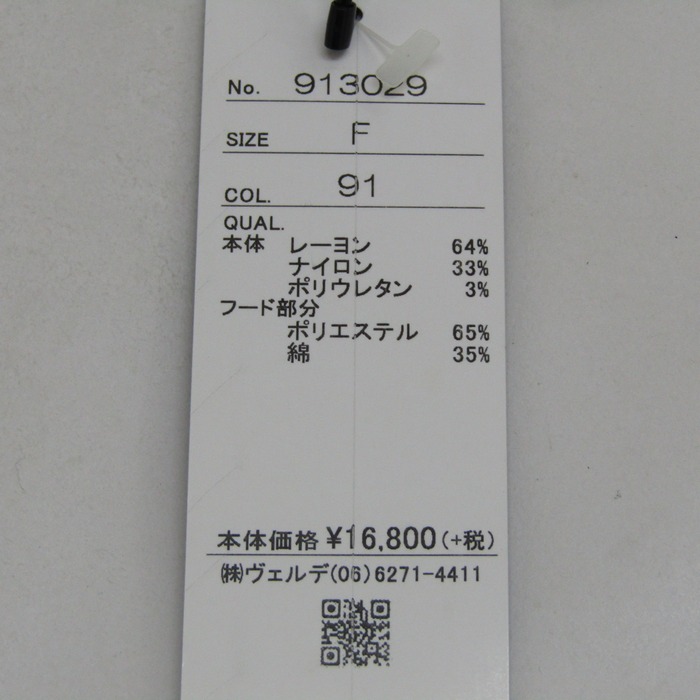 No. 913029
SIZE F
COL. 91
QUAL.
本体 レーヨン 64%
ナイロン 33%
ポリウレタン 3%
フード部分
ポリエステル 65%
綿 35%
本体価格 ¥16,800(+税)
㈱ヴェルデ(06)6271-4411